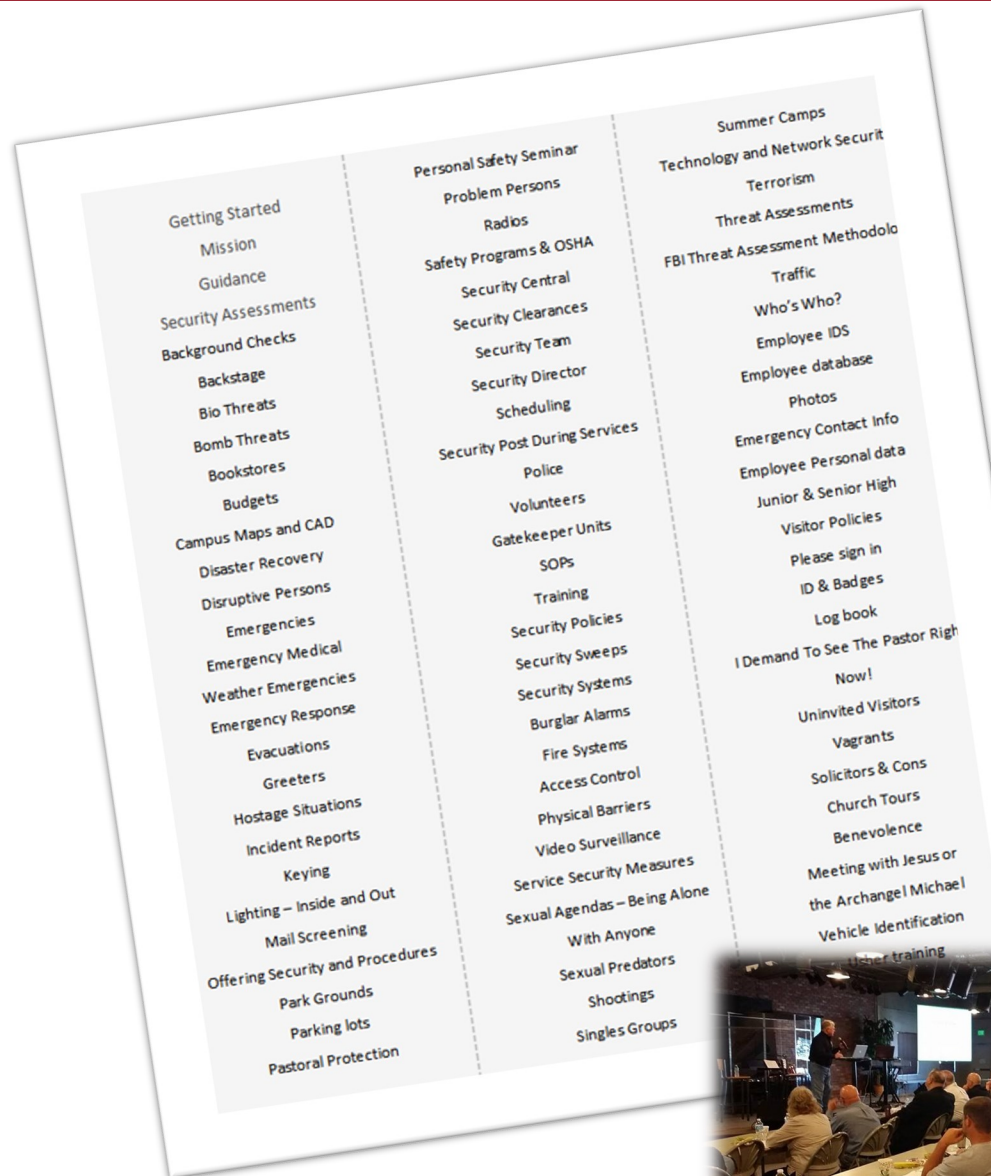 Getting Started
Mission
Guidance
Security Assessments
Background Checks
Backstage
Bio Threats
Bomb Threats
Bookstores
Budgets
Campus Maps and CAD
Disaster Recovery
Disruptive Persons
Emergencies
Emergency Medical
Weather Emergencies
Emergency Response
Evacuations
Greeters
Hostage Situations
Incident Reports
Keying
Lighting – Inside and Out
Mail Screening
Offering Security and Procedures
Park Grounds
Parking lots
Pastoral Protection
Personal Safety Seminar
Problem Persons
Radios
Safety Programs & OSHA
Security Central
Security Clearances
Security Team
Security Director
Scheduling
Security Post During Services
Police
Volunteers
Gatekeeper Units
SOPs
Training
Security Policies
Security Sweeps
Security Systems
Burglar Alarms
Fire Systems
Access Control
Physical Barriers
Video Surveillance
Service Security Measures
Sexual Agendas – Being Alone
With Anyone
Sexual Predators
Shootings
Singles Groups
Summer Camps
Technology and Network Securit
Terrorism
Threat Assessments
FBI Threat Assessment Methodolo
Traffic
Who's Who?
Employee IDS
Employee database
Photos
Emergency Contact Info
Employee Personal data
Junior & Senior High
Visitor Policies
Please sign in
ID & Badges
Log book
I Demand To See The Pastor Righ
Now!
Uninvited Visitors
Vagrants
Solicitors & Cons
Church Tours
Benevolence
Meeting with Jesus or
the Archangel Michael
Vehicle Identification
Usher training